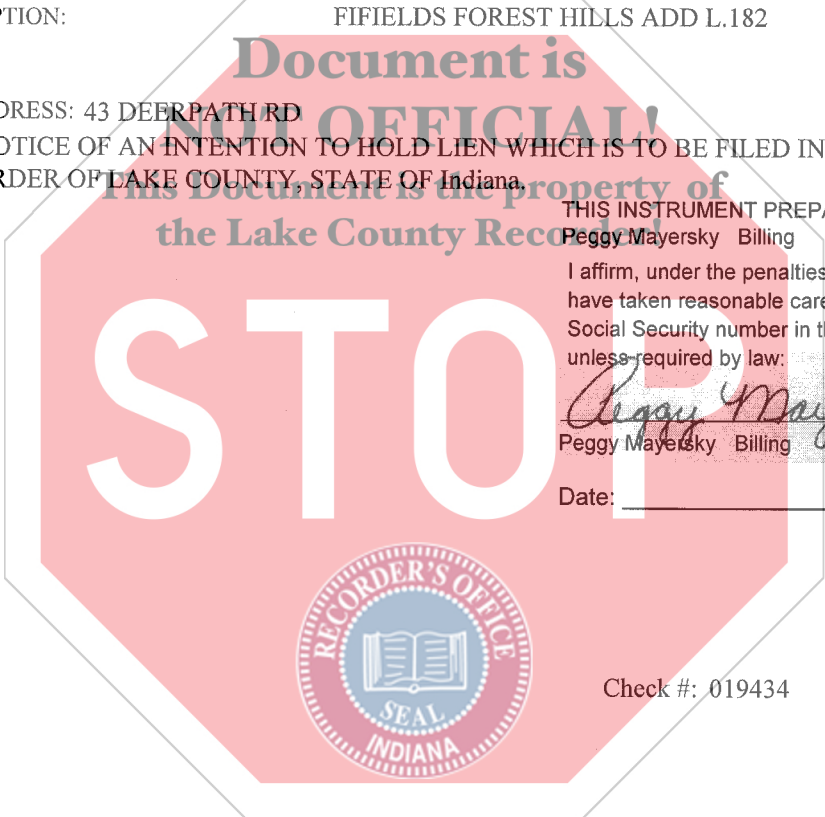 PTION: FIFIELDS FOREST HILLS ADD L.182
Document is
DRESS: 43 DEERPATH RD
NOT OFFICIAL!
OTICE OF AN INTENTION TO HOLD LIEN WHICH IS TO BE FILED IN
RDER OF LAKE COUNTY, STATE OF Indiana.
This Document is the property of
the Lake County Recorder!
THIS INSTRUMENT PREPA
Peggy Mayersky Billing
I affirm, under the penalties
have taken reasonable care
Social Security number in th
unless required by law:
Peggy May
Peggy Mayersky Billing
Date:
STOP
RECORDER'S OFFICE
SEAL
INDIANA
Check #: 019434